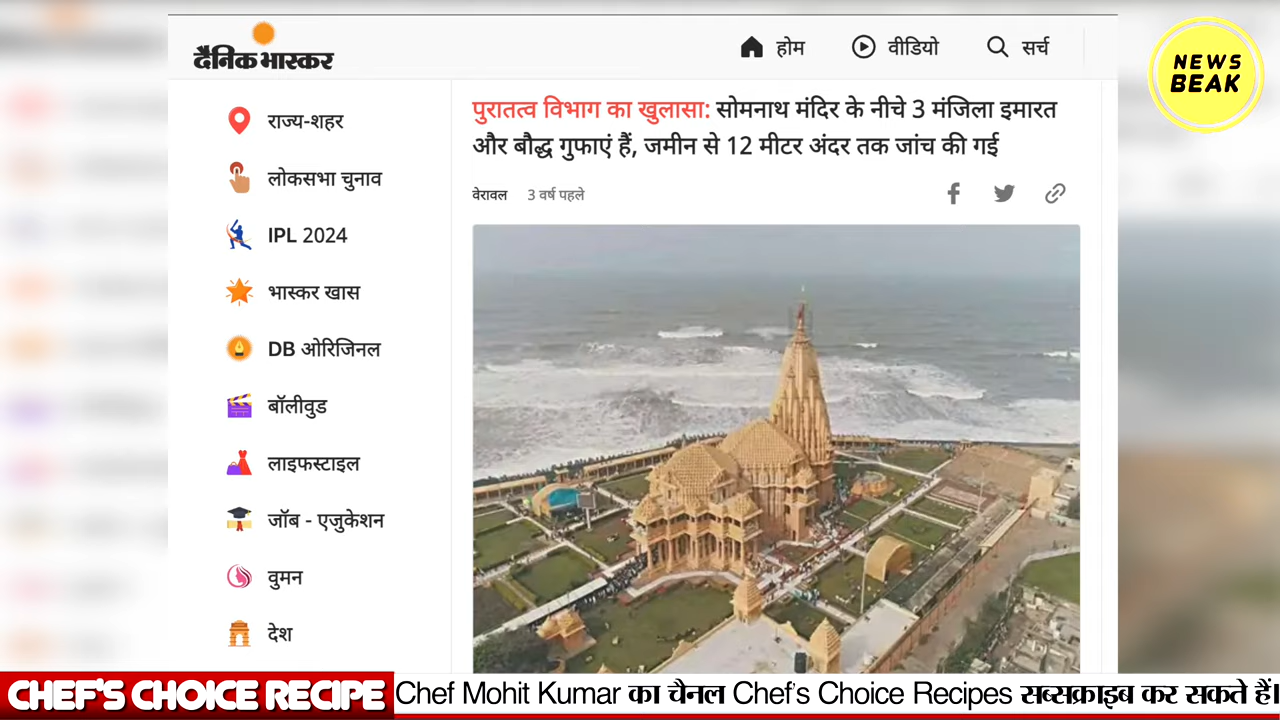 दैनिक भास्कर
होम
वीडियो
सर्च
NEWS
BEAK
राज्य-शहर
लोकसभा चुनाव
IPL 2024
भास्कर खास
DB ओरिजिनल
बॉलीवुड
लाइफस्टाइल
जॉब - एजुकेशन
वुमन
देश
पुरातत्व विभाग का खुलासा: सोमनाथ मंदिर के नीचे 3 मंजिला इमारत
और बौद्ध गुफाएं हैं, जमीन से 12 मीटर अंदर तक जांच की गई
वेरावल 3 वर्ष पहले
CHEF'S CHOICE RECIPE
Chef Mohit Kumar का चैनल Chef's Choice Recipes सब्सक्राइब कर सकते हैं।